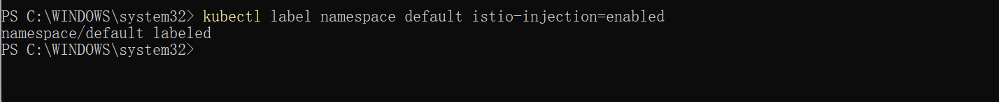 PS C:\WINDOWS\system32> kubectl label namespace default istio-injection=enabled
namespace/default labeled
PS C:\WINDOWS\system32>